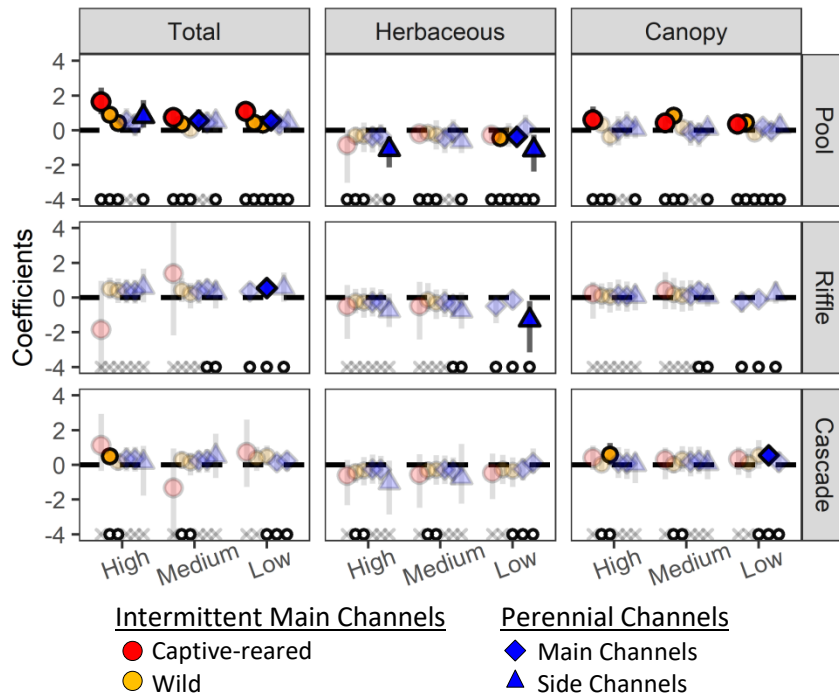 Total Herbaceous Canopy
4
2
0
-2
-4
Pool
4
2
0
-2
-4
Riffle
4
2
0
-2
-4
Cascade
Coefficients
High Medium Low High Medium Low High Medium Low
Intermittent Main Channels Perennial Channels
Captive-reared Main Channels
Wild Side Channels